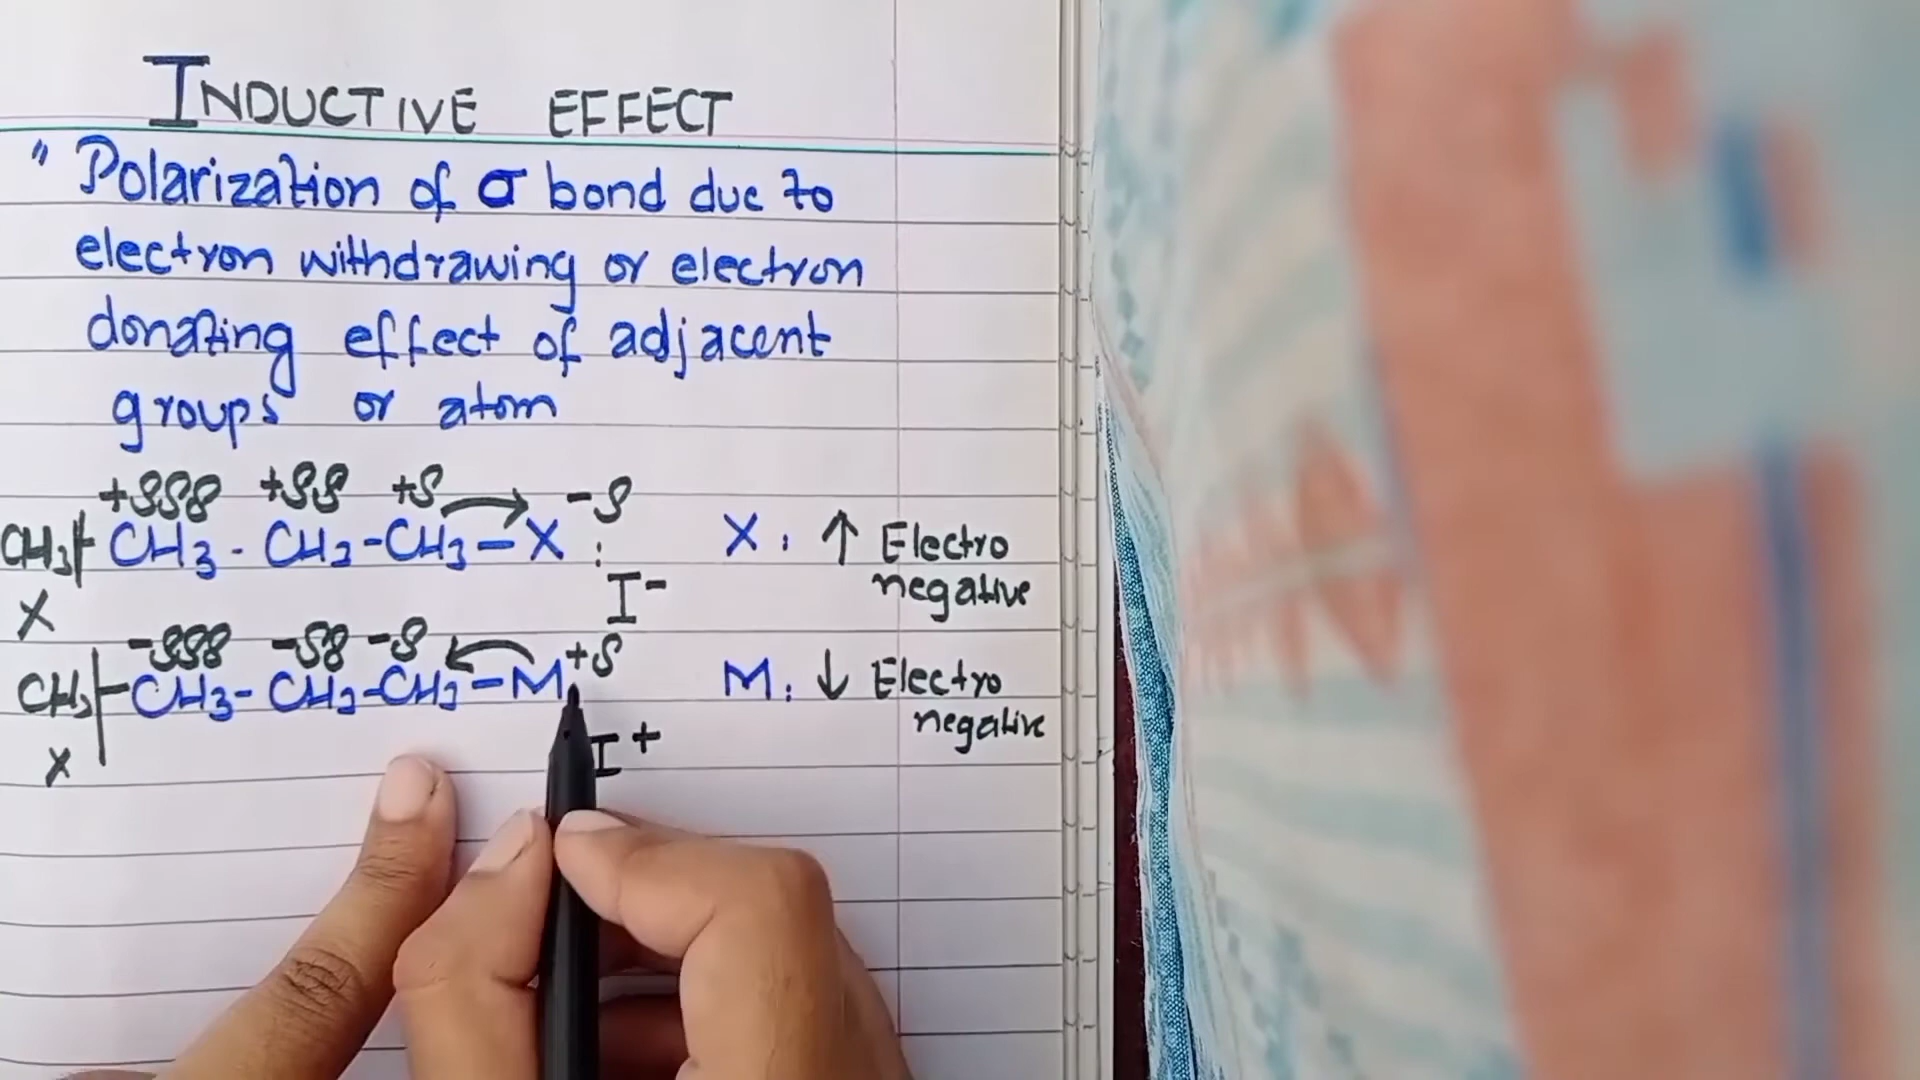 INDUCTIVE EFFECT
" Polarization of σ bond due to
electron withdrawing or electron
donating effect of adjacent
groups or atom
+δδδ +δδ +δ -δ
CH3 CH3 - CH2 - CH3 - X X : ↑ Electro
negative
X I-
-δδδ -δδ -δ +δ
CH3 - CH3 - CH2 - CH2 - M M : ↓ Electro
negative
X I+